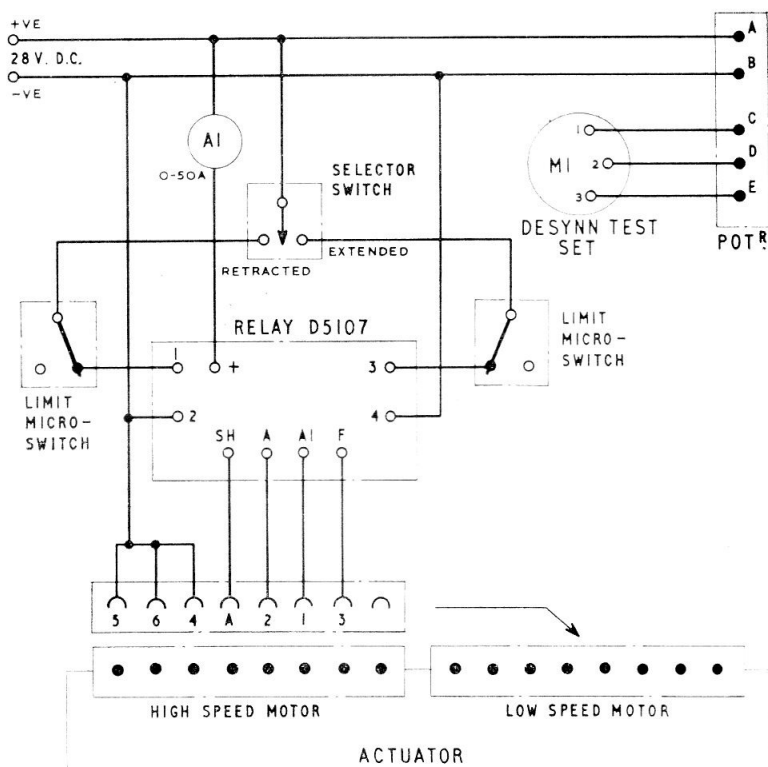 +VE
28 V. D.C.
-VE
A
B
C
D
E
POTR.
A1
0-50A
SELECTOR
SWITCH
RETRACTED
EXTENDED
M1
1
2
3
DESYNN TEST
SET
RELAY D5107
1
+
3
2
4
SH A A1 F
LIMIT
MICRO-
SWITCH
LIMIT
MICRO-
SWITCH
5 6 4 A 2 1 3
HIGH SPEED MOTOR
LOW SPEED MOTOR
ACTUATOR